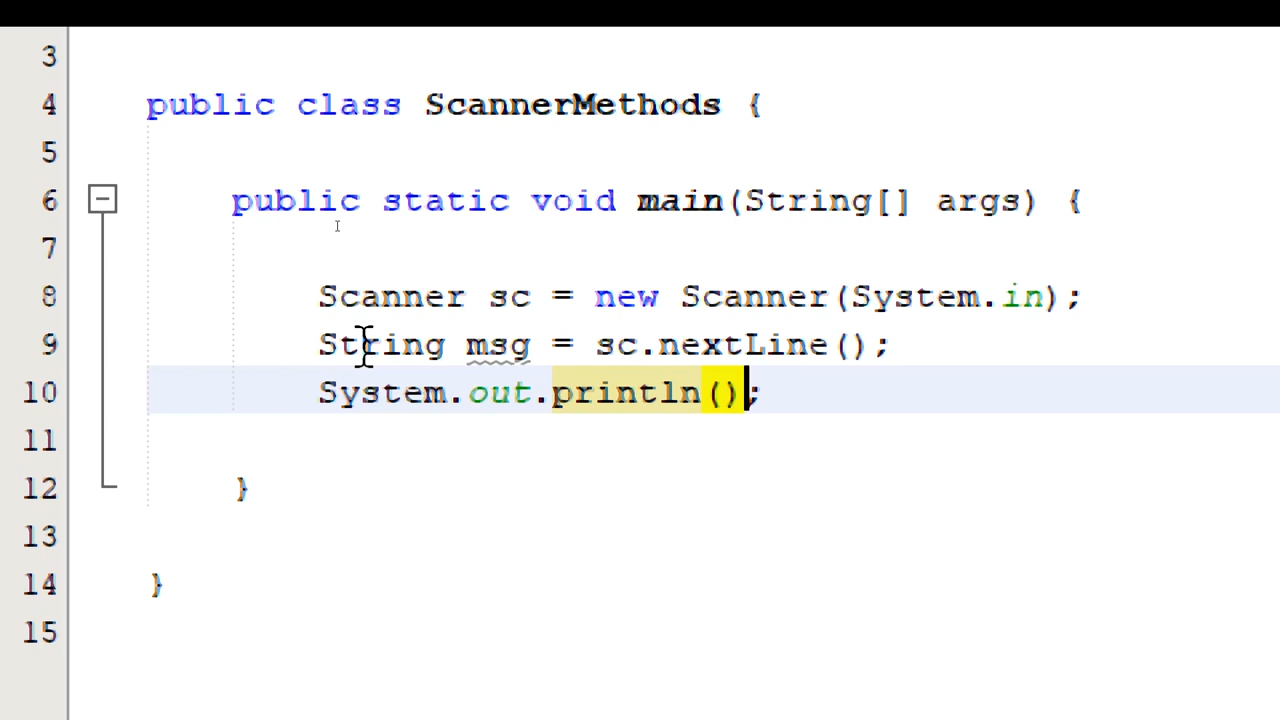 3
4 public class ScannerMethods {
5
6 public static void main(String[] args) {
7
8 Scanner sc = new Scanner(System.in);
9 String msg = sc.nextLine();
10 System.out.println();
11
12 }
13
14 }
15